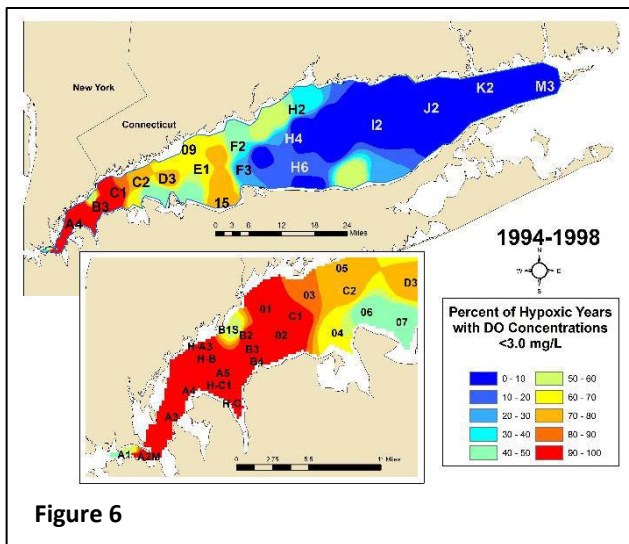 New York
Connecticut
K2
M3
J2
H2
I2
09
F2
H4
E1
F3
H6
C2
D3
C1
B3
15
A4
0 3 6 12 18 24
Miles
1994-1998
N
W E
S
Percent of Hypoxic Years
with DO Concentrations
<3.0 mg/L
0 - 10
50 - 60
10 - 20
60 - 70
20 - 30
70 - 80
30 - 40
80 - 90
40 - 50
90 - 100
05
D3
C2
03
01
06
C1
07
04
02
B1S
B2
H-A3
B3
H-B
B4
A5
H-C1
A4
H-C
A3
A1
A2M
0 2.75 5.5
Miles
Figure 6